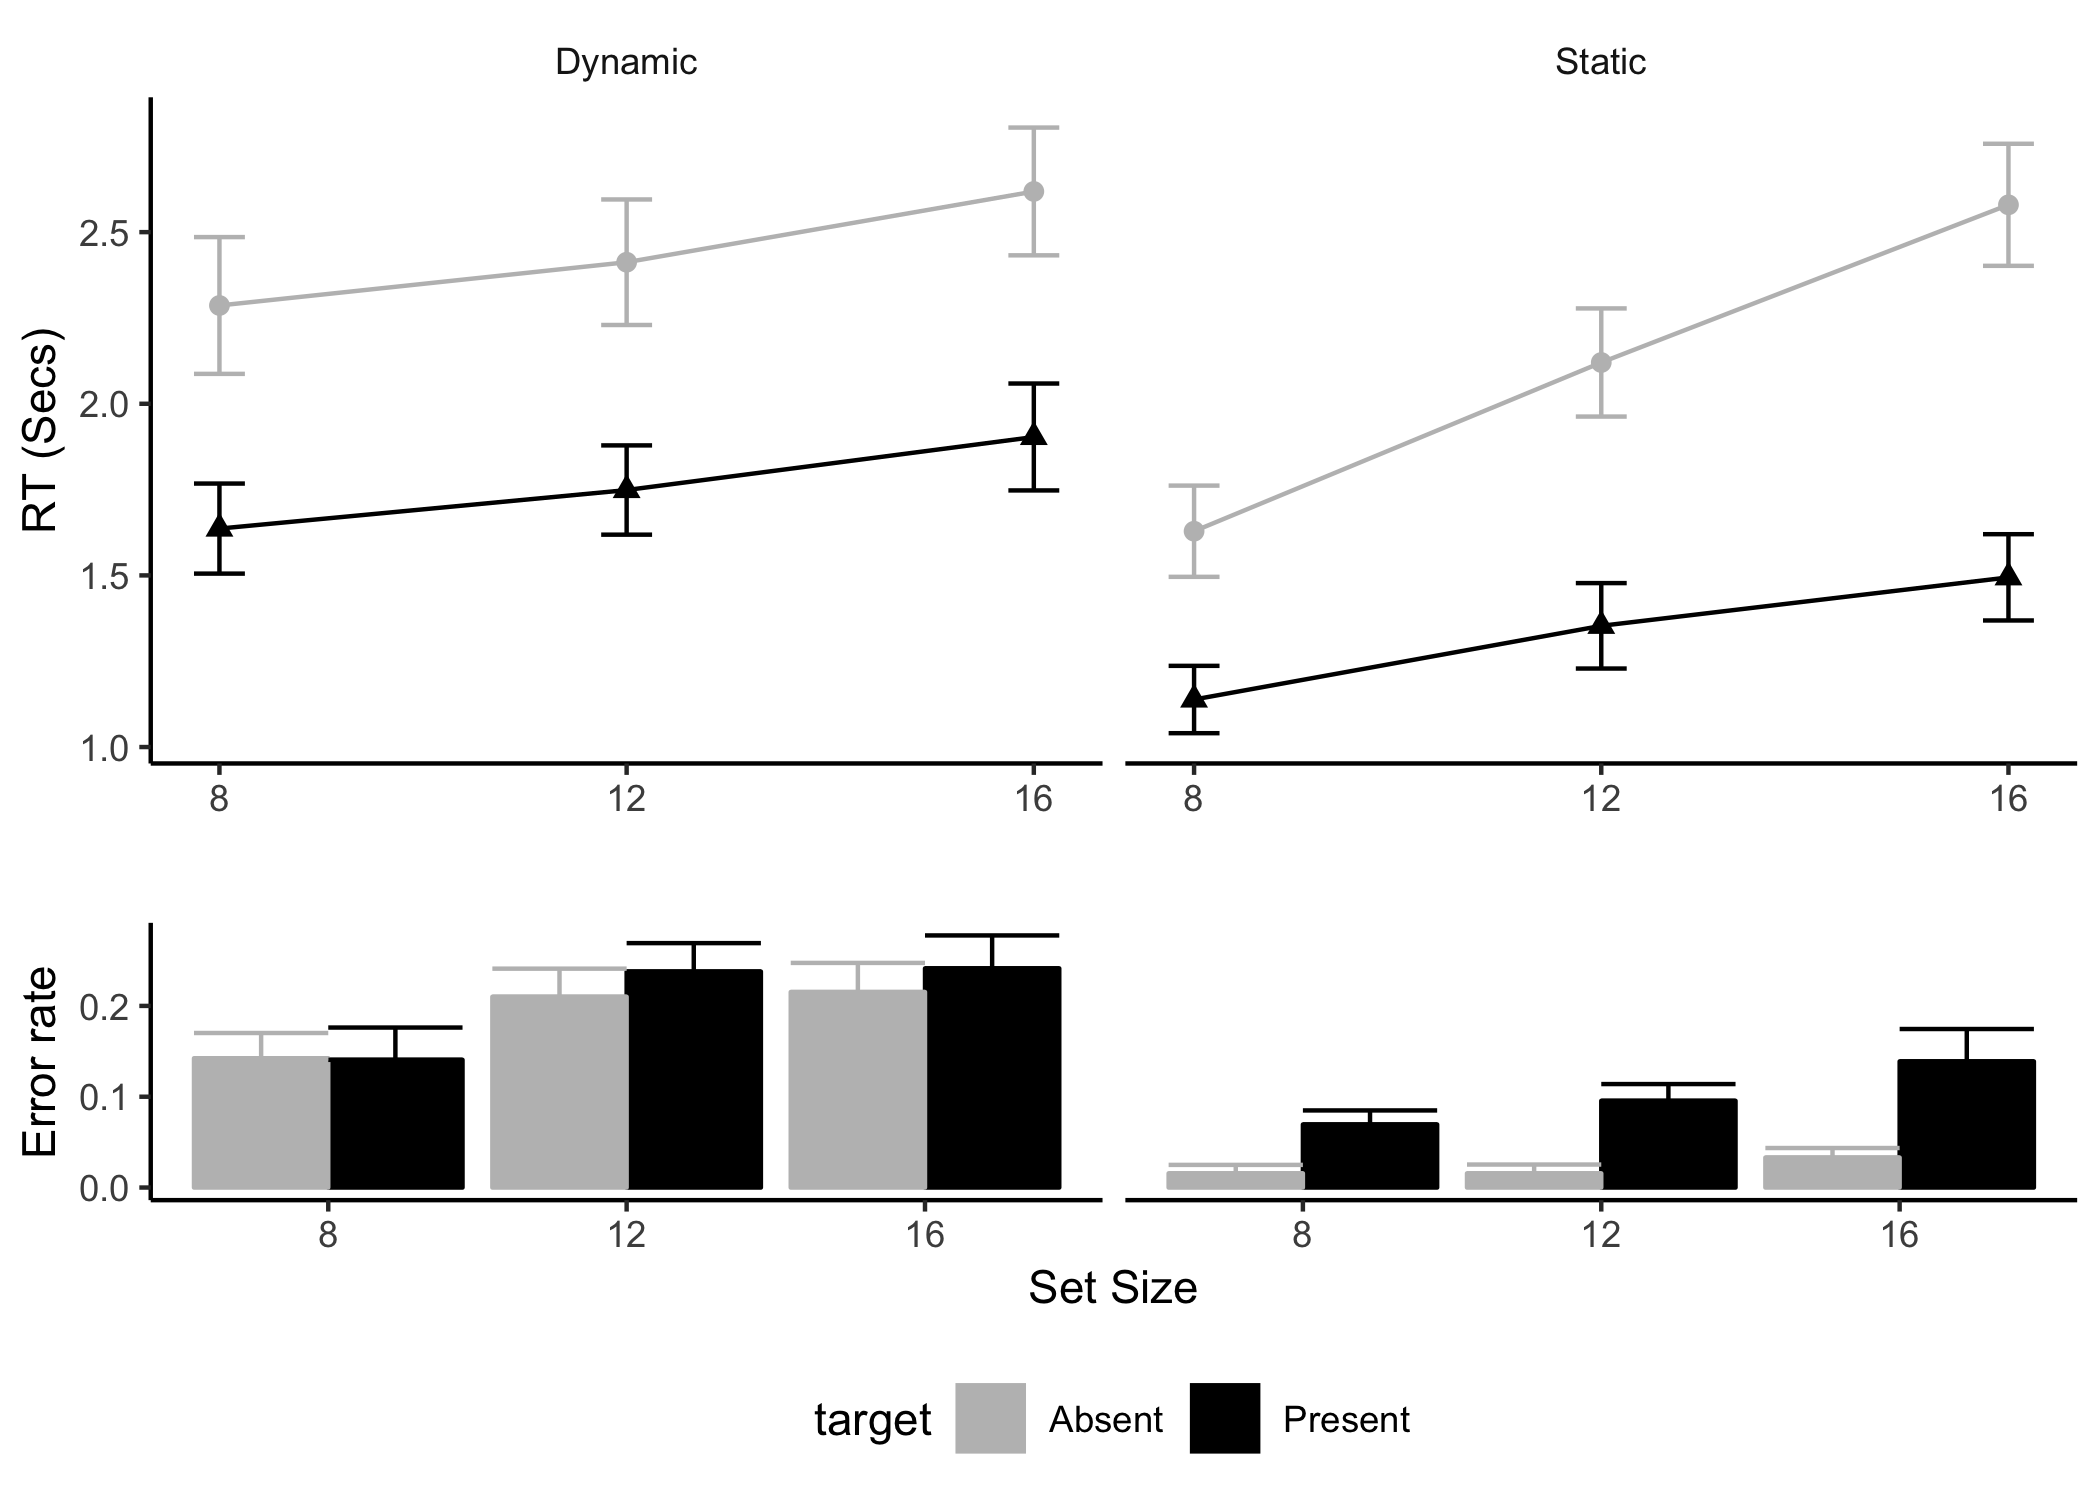 Dynamic
Static
RT (Secs)
2.5
2.0
1.5
1.0
8 12 16
8 12 16
Error rate
0.2
0.1
0.0
8 12 16
8 12 16
Set Size
target Absent Present